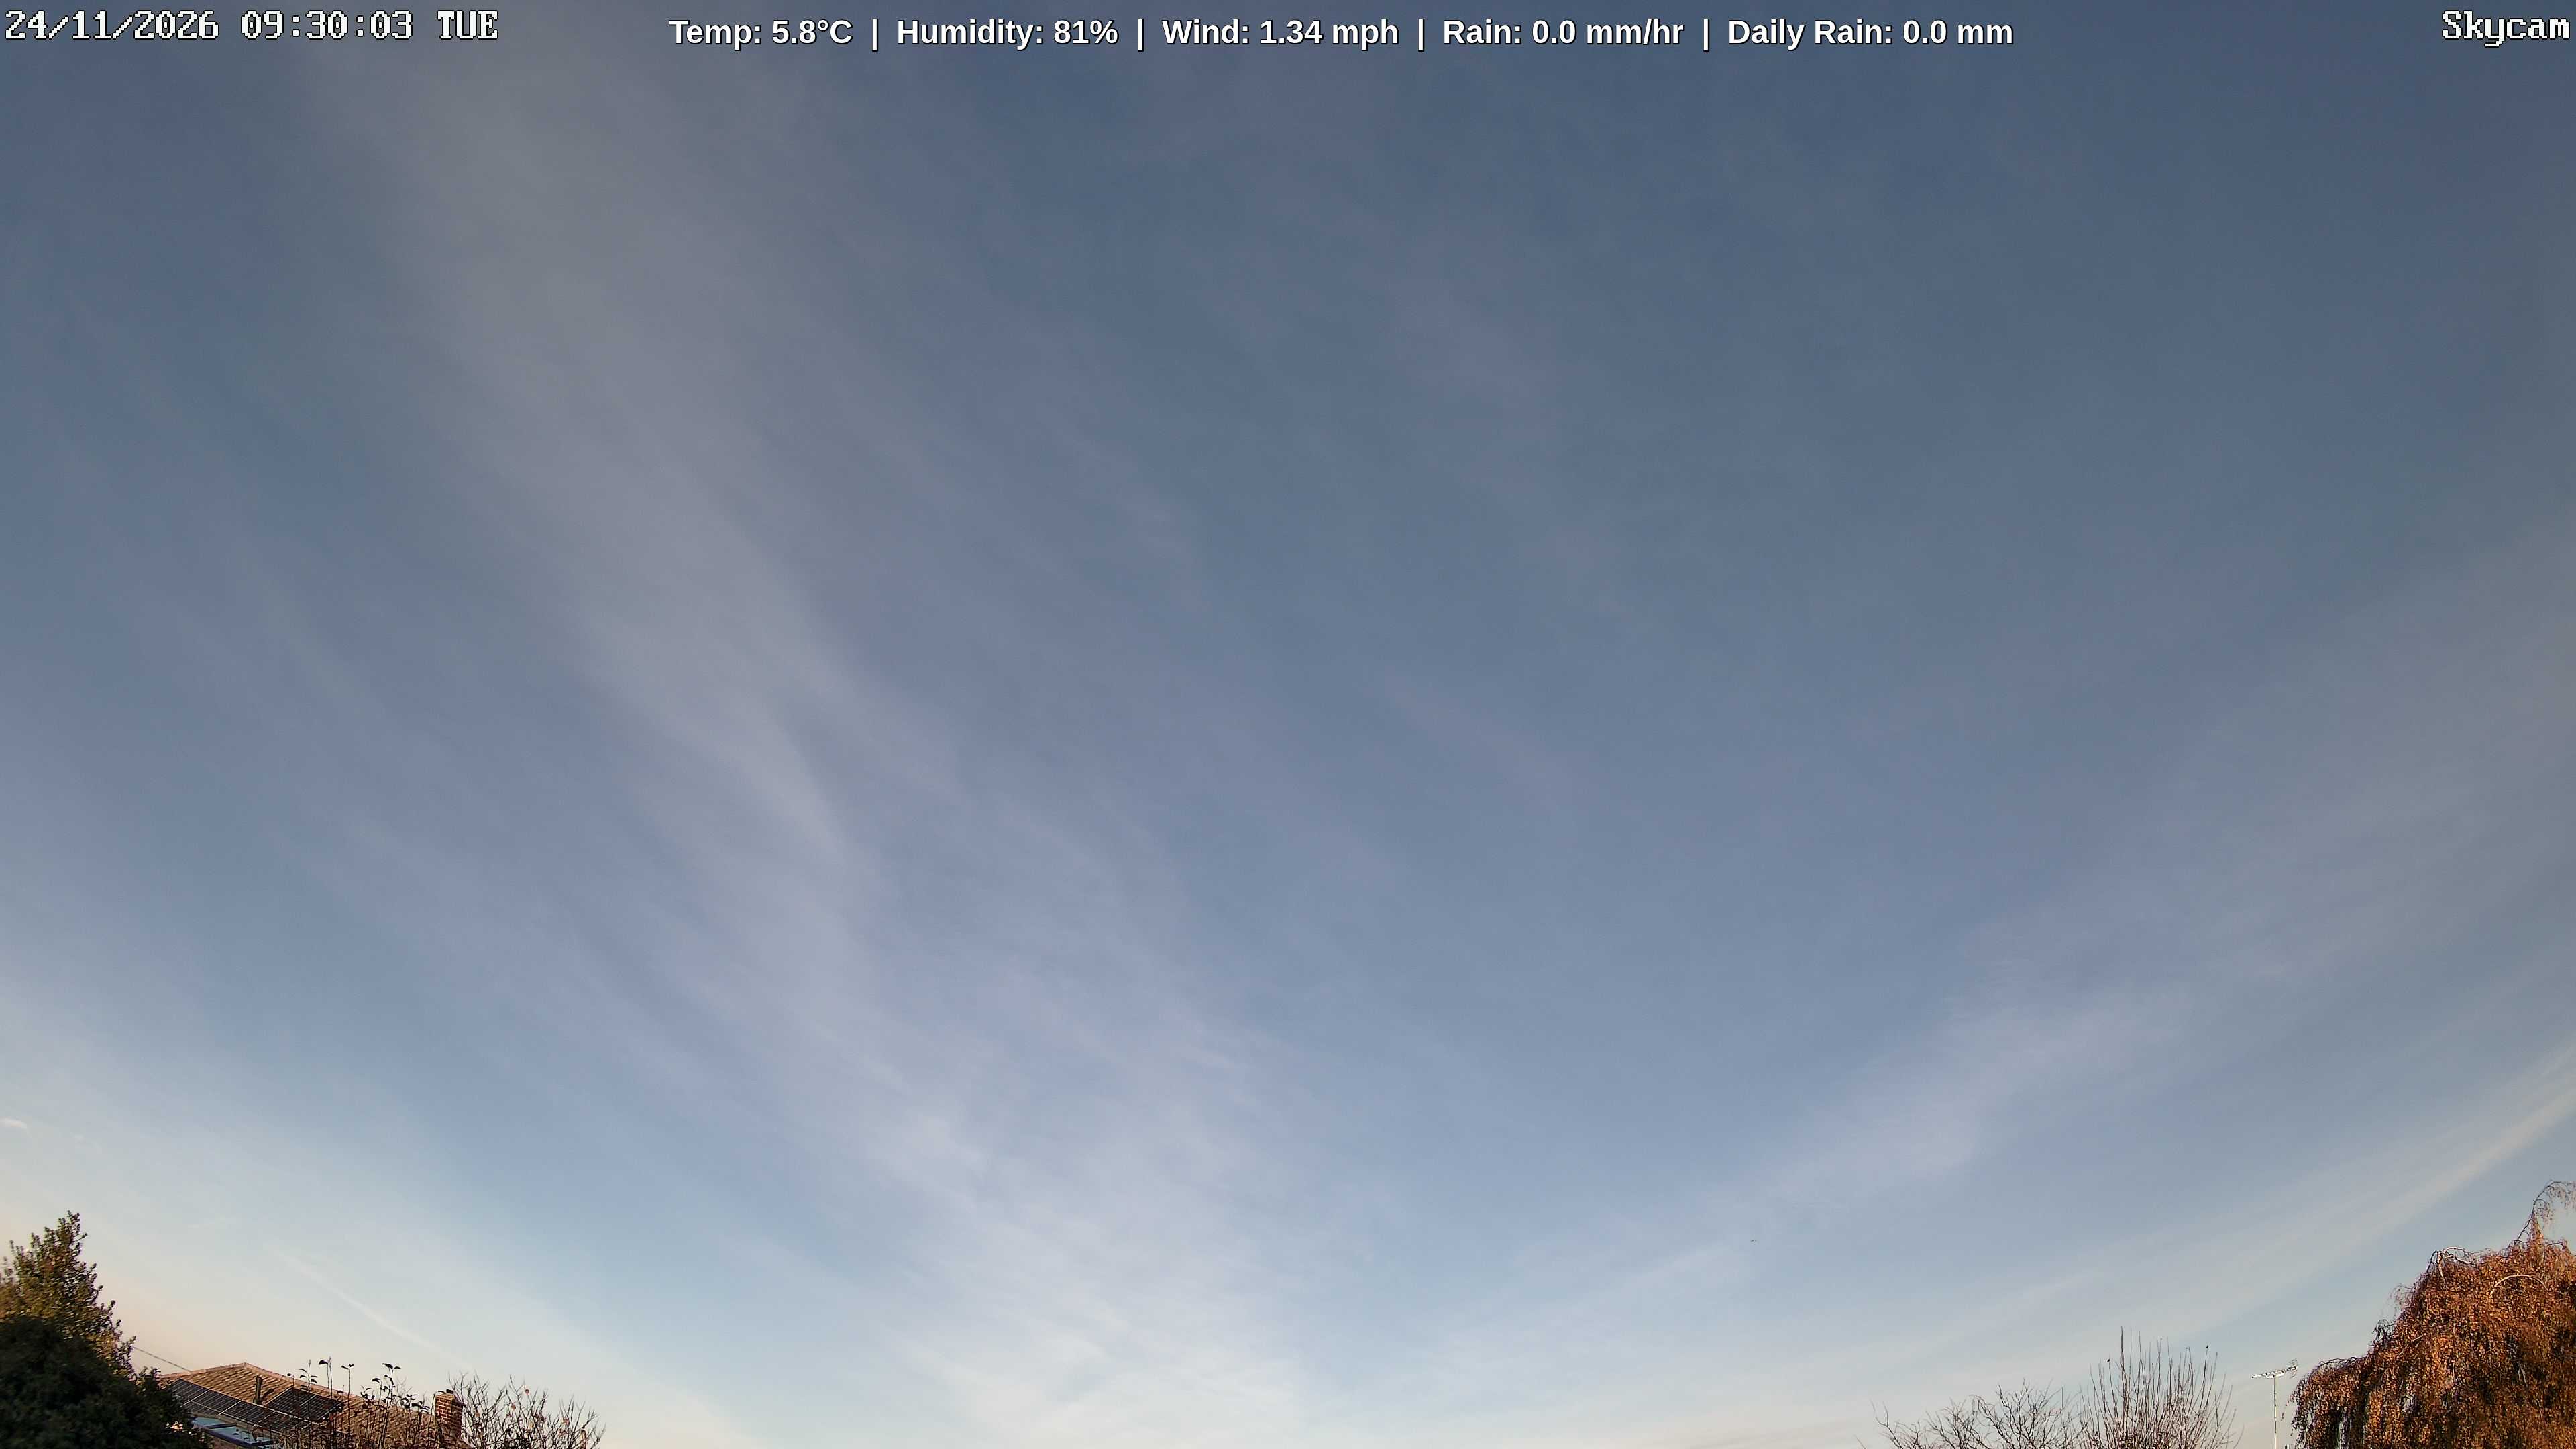 24/11/2026 09:30:03 TUE
Temp: 5.8°C | Humidity: 81% | Wind: 1.34 mph | Rain: 0.0 mm/hr | Daily Rain: 0.0 mm
Skycam